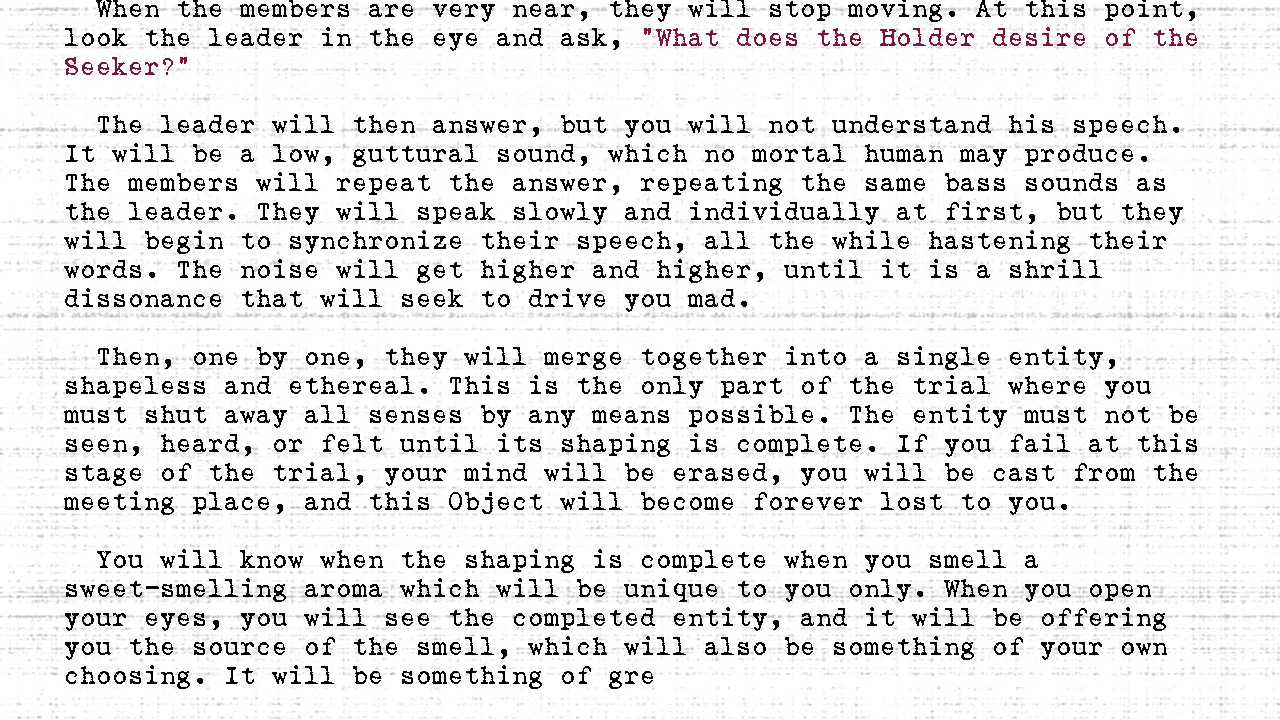 When the members are very near, they will stop moving. At this point,
look the leader in the eye and ask, "What does the Holder desire of the
Seeker?"
The leader will then answer, but you will not understand his speech.
It will be a low, guttural sound, which no mortal human may produce.
The members will repeat the answer, repeating the same bass sounds as
the leader. They will speak slowly and individually at first, but they
will begin to synchronize their speech, all the while hastening their
words. The noise will get higher and higher, until it is a shrill
dissonance that will seek to drive you mad.
Then, one by one, they will merge together into a single entity,
shapeless and ethereal. This is the only part of the trial where you
must shut away all senses by any means possible. The entity must not be
seen, heard, or felt until its shaping is complete. If you fail at this
stage of the trial, your mind will be erased, you will be cast from the
meeting place, and this Object will become forever lost to you.
You will know when the shaping is complete when you smell a
sweet-smelling aroma which will be unique to you only. When you open
your eyes, you will see the completed entity, and it will be offering
you the source of the smell, which will also be something of your own
choosing. It will be something of gre